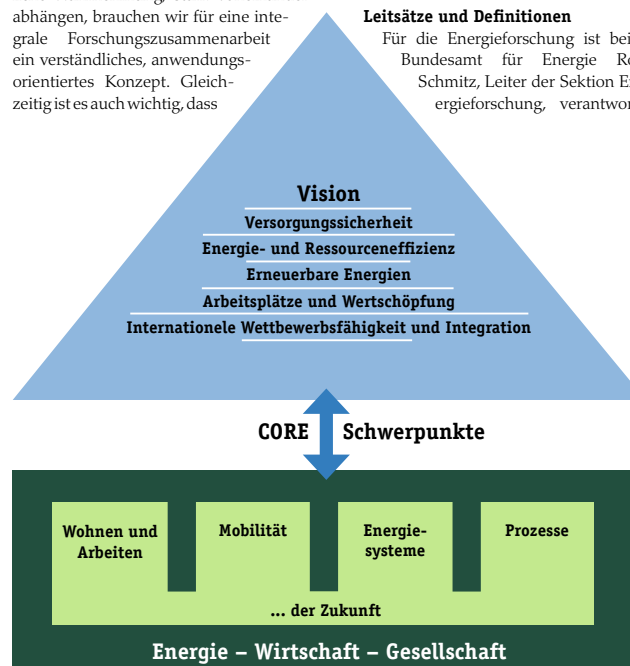 abhängen, brauchen wir für eine inte-
grale Forschungszusammenarbeit
ein verständliches, anwendungs-
orientiertes Konzept. Gleich-
zeitig ist es auch wichtig, dass
Leitsätze und Definitionen
Für die Energieforschung ist bei
Bundesamt für Energie Ro
Schmitz, Leiter der Sektion E
ergieforschung, verantwor
Vision
Versorgungssicherheit
Energie- und Ressourceneffizienz
Erneuerbare Energien
Arbeitsplätze und Wertschöpfung
Internationele Wettbewerbsfähigkeit und Integration
CORE Schwerpunkte
Wohnen und
Arbeiten
Mobilität
Energie-
systeme
Prozesse
... der Zukunft
Energie – Wirtschaft – Gesellschaft